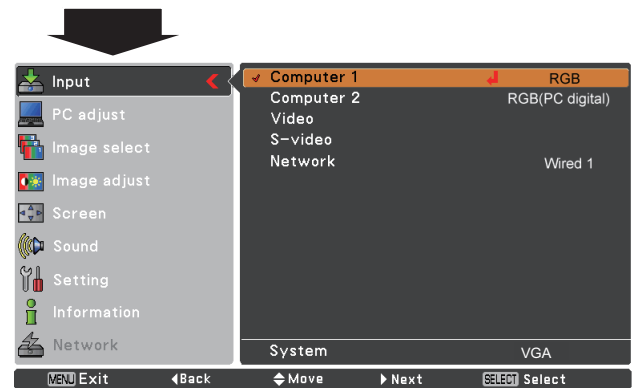 Input
PC adjust
Image select
Image adjust
Screen
Sound
Setting
Information
Network
Computer 1 RGB
Computer 2 RGB(PC digital)
Video
S-video
Network Wired 1
System VGA
MENU Exit Back Move Next SELECT Select